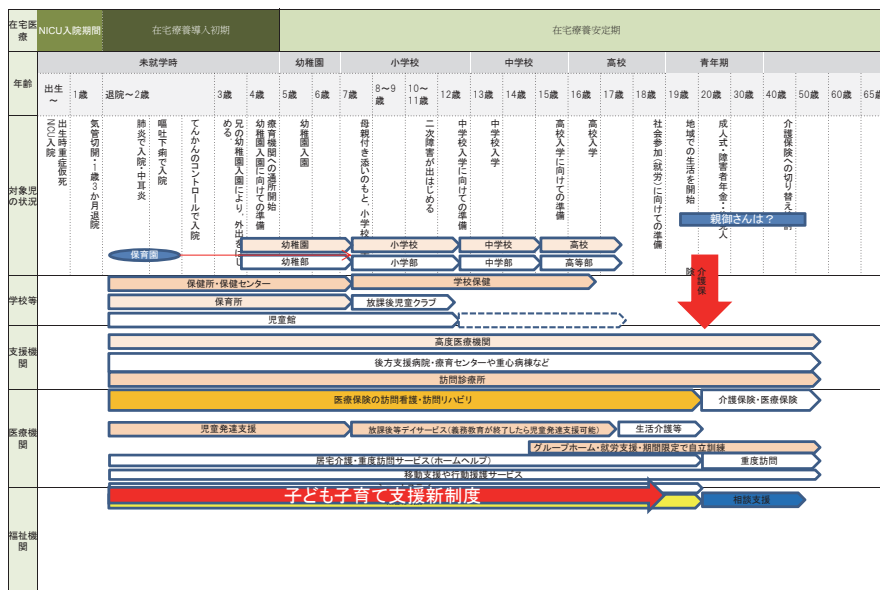 在宅医療
NICU入院期間
在宅療養導入初期
在宅療養安定期
年齢
未就学時
幼稚園
小学校
中学校
高校
青年期
出生～
1歳
退院～2歳
3歳
4歳
5歳
6歳
7歳
8～9歳
10～11歳
12歳
13歳
14歳
15歳
16歳
17歳
18歳
19歳
20歳
30歳
40歳
50歳
60歳
65歳
対象児の状況
出生時重症仮死
NICU入院
気管切開・1歳3か月退院
肺炎で入院・中耳炎
嘔吐下痢で入院
てんかんのコントロールで入院
兄の幼稚園入園により、外出をはじめる
療育機関への通所開始
幼稚園入園に向けての準備
幼稚園入園
母親付き添いのもと、小学校
二次障害が出はじめる
中学校入学に向けての準備
中学校入学
高校入学に向けての準備
高校入学
社会参加(就労)に向けての準備
地域での生活を開始
成人式・障害者年金・
介護保険への切り替え
親御さんは?
保育園
幼稚園
小学校
中学校
高校
幼稚部
小学部
中学部
高等部
介護保険
学校等
保健所・保健センター
学校保健
保育所
放課後児童クラブ
児童館
支援機関
高度医療機関
後方支援病院・療育センターや重心病棟など
訪問診療所
医療機関
医療保険の訪問看護・訪問リハビリ
介護保険・医療保険
児童発達支援
放課後等デイサービス(義務教育が終了したら児童発達支援可能)
生活介護等
グループホーム・就労支援・期間限定で自立訓練
居宅介護・重度訪問サービス(ホームヘルプ)
重度訪問
移動支援や行動援護サービス
福祉機関
子ども子育て支援新制度
相談支援